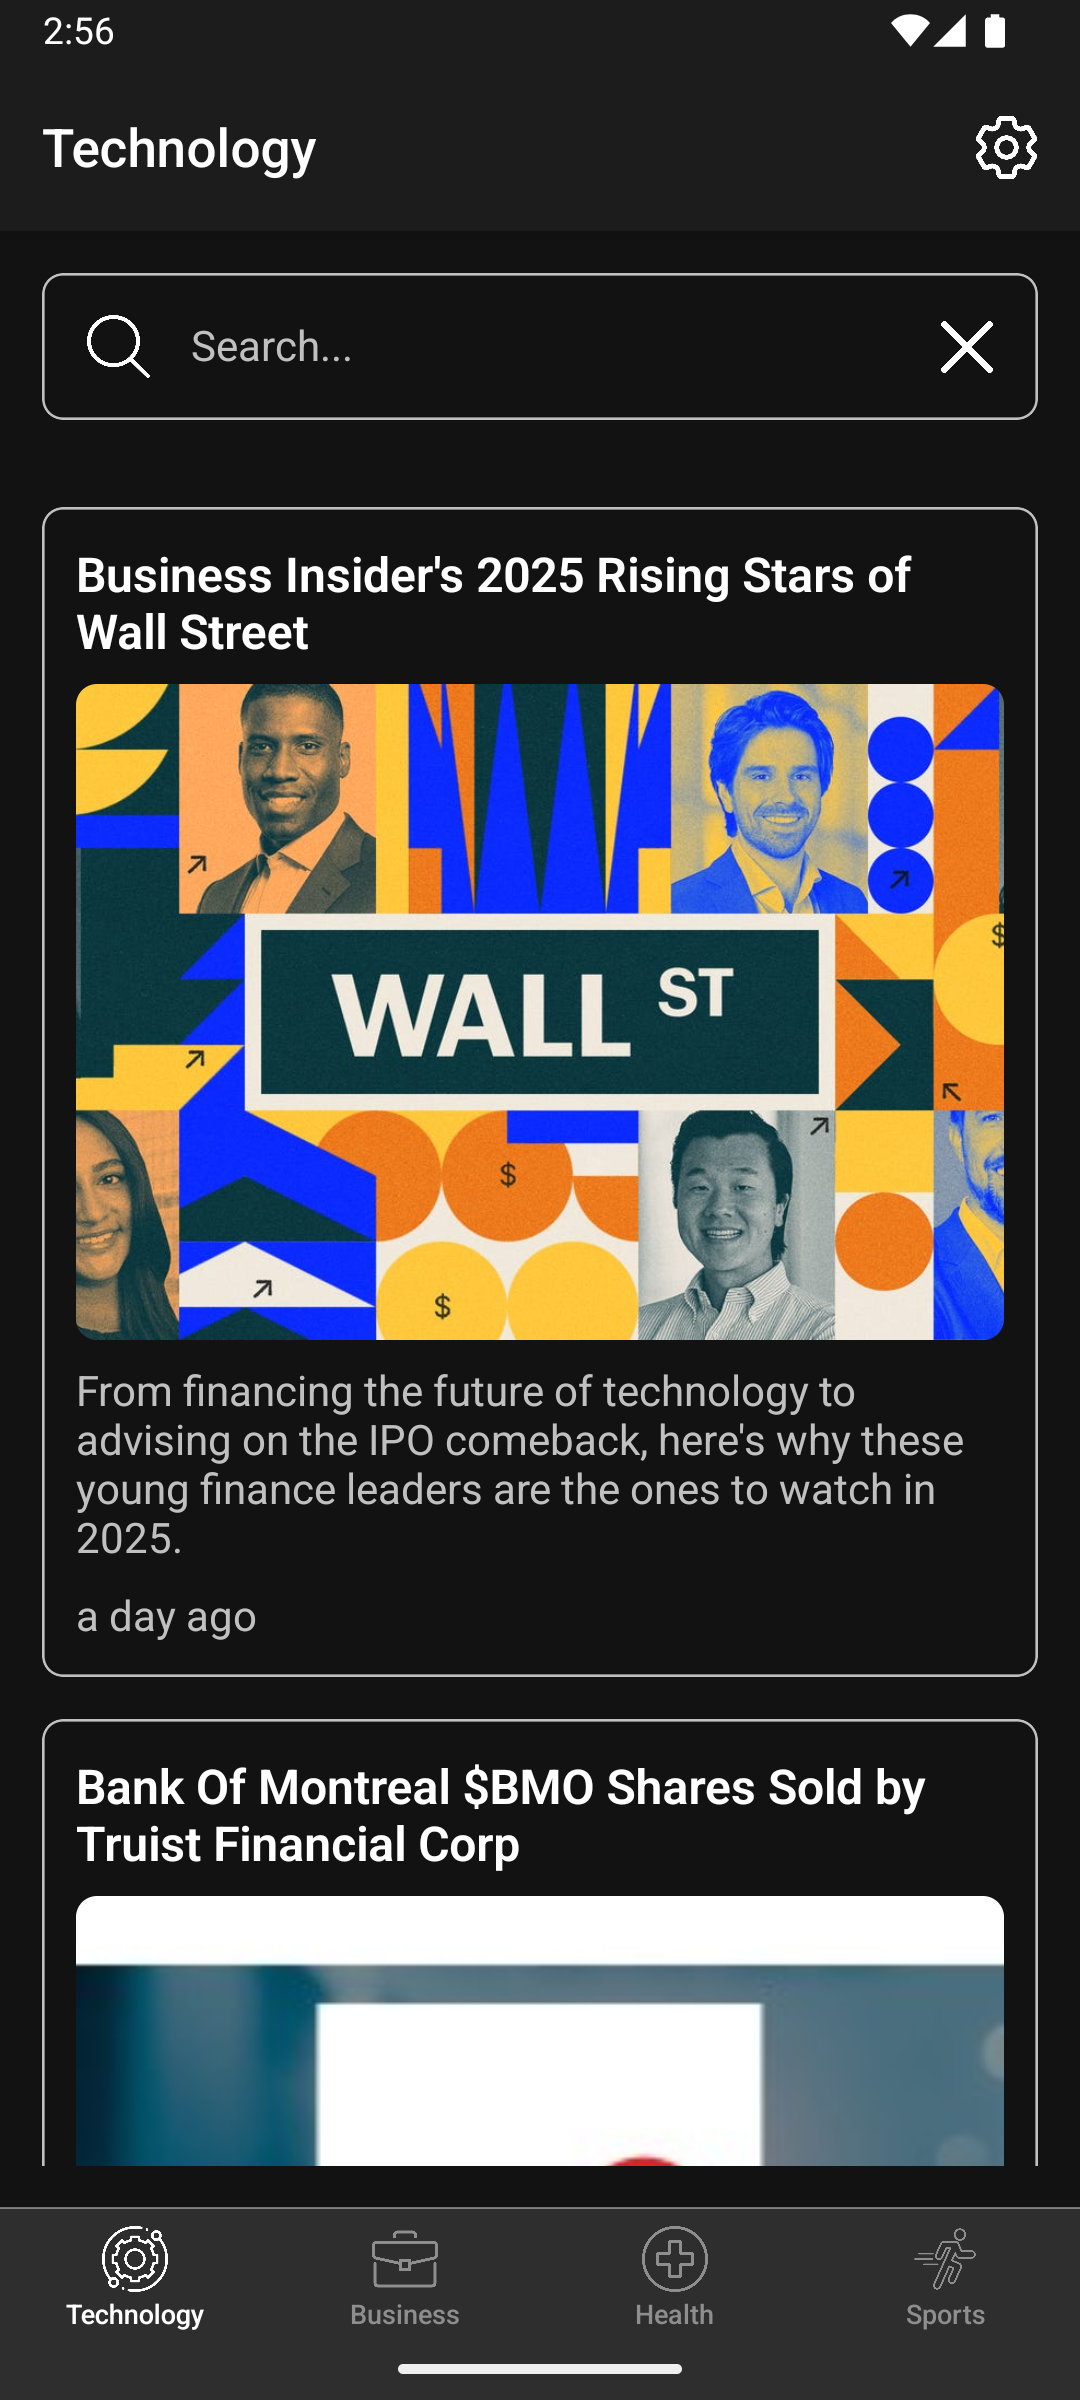 2:56
Technology
Search...
Business Insider's 2025 Rising Stars of
Wall Street
$
WALL ST
$
$
From financing the future of technology to
advising on the IPO comeback, here's why these
young finance leaders are the ones to watch in
2025.
a day ago
Bank Of Montreal $BMO Shares Sold by
Truist Financial Corp
Technology
Business
Health
Sports